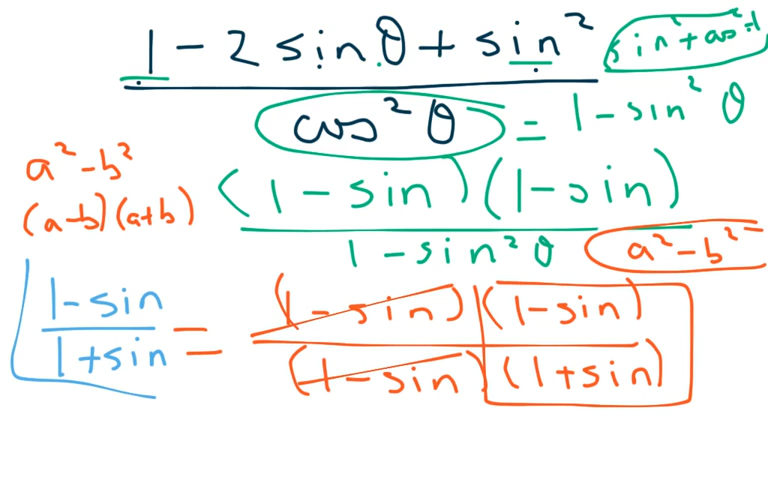 1 - 2 sin θ + sin²
sin² + cos² = 1
cos² θ = 1 - sin² θ
a² - b²
(a-b)(a+b)
(1 - sin)(1 - sin)
1 - sin² θ
a² - b²
1 - sin
1 + sin
=
(1 - sin)(1 - sin)
(1 - sin)(1 + sin)